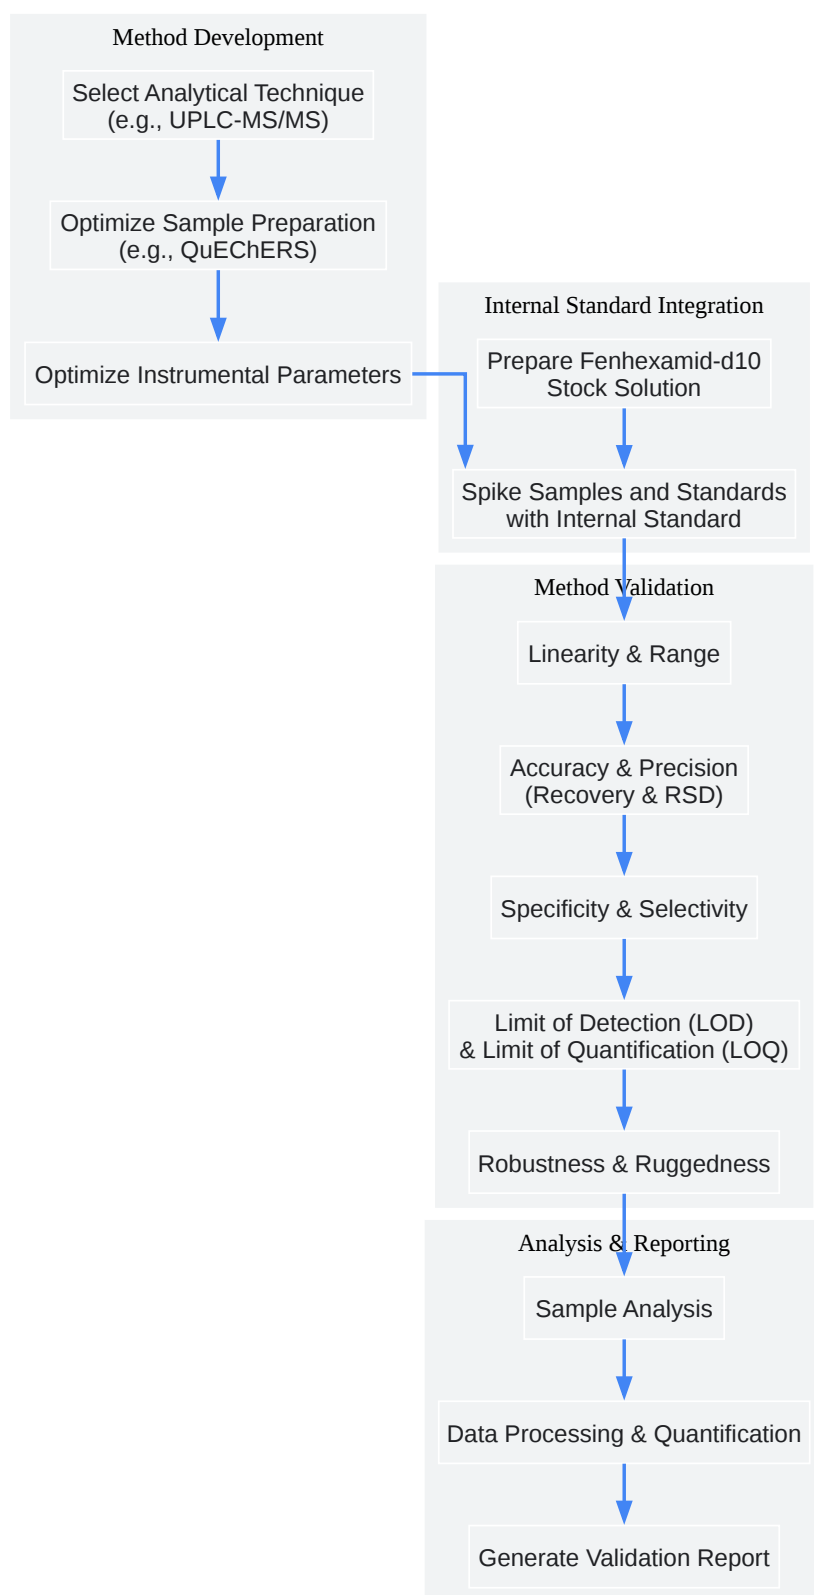 Method Development
Select Analytical Technique
(e.g., UPLC-MS/MS)
Optimize Sample Preparation
(e.g., QuEChERS)
Optimize Instrumental Parameters
Internal Standard Integration
Prepare Fenhexamid-d10
Stock Solution
Spike Samples and Standards
with Internal Standard
Method Validation
Linearity & Range
Accuracy & Precision
(Recovery & RSD)
Specificity & Selectivity
Limit of Detection (LOD)
& Limit of Quantification (LOQ)
Robustness & Ruggedness
Analysis & Reporting
Sample Analysis
Data Processing & Quantification
Generate Validation Report